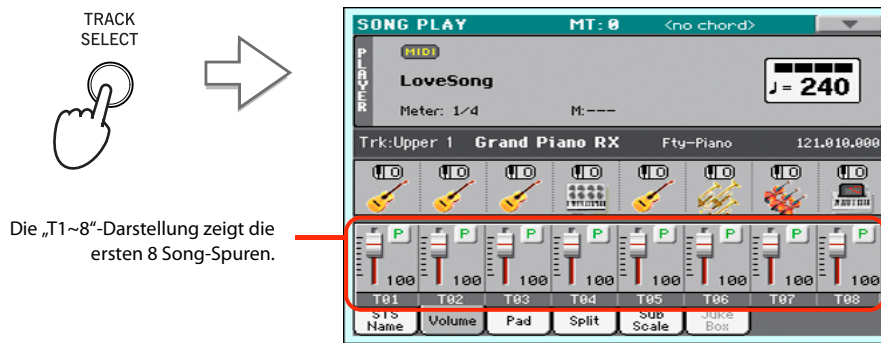 TRACK
SELECT
SONG PLAY MT: 0 <no chord>
PLAYER
MIDI
LoveSong
♩ = 240
Meter: 1/4 M:---
Trk:Upper 1 Grand Piano RX Fty-Piano 121.010.000
Die „T1~8“-Darstellung zeigt die
ersten 8 Song-Spuren.
P P P P P P P P
100 100 100 100 100 100 100 100
T01 T02 T03 T04 T05 T06 T07 T08
STS
Name
Volume
Pad
Split
Sub
Scale
Juke
Box